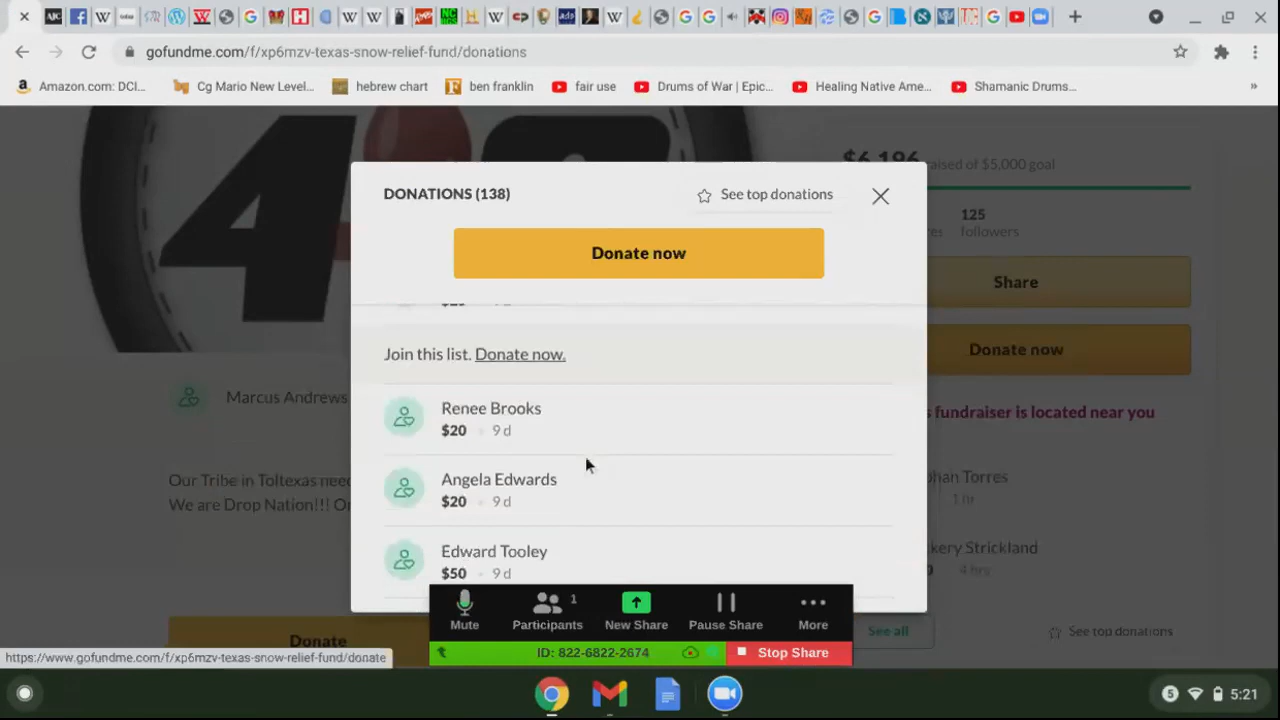 gofundme.com/f/xp6mzv-texas-snow-relief-fund/donations
Amazon.com: DCI...
Cg Mario New Level...
hebrew chart
ben franklin
fair use
Drums of War | Epic...
Healing Native Ame...
Shamanic Drums...
»
$6,196 raised of $5,000 goal
125
followers
Share
Donate now
fundraiser is located near you
Torres
1 hr
kery Strickland
4 hrs
See all
See top donations
Marcus Andrews
Our Tribe in Toltexas
We are Drop Nation!!!
Donate
DONATIONS (138)
See top donations
Donate now
Join this list. Donate now.
Renee Brooks
$20 • 9 d
Angela Edwards
$20 • 9 d
Edward Tooley
$50 • 9 d
Mute
Participants 1
New Share
Pause Share
More
ID: 822-6822-2674
Stop Share
https://www.gofundme.com/f/xp6mzv-texas-snow-relief-fund/donate
5 5:21